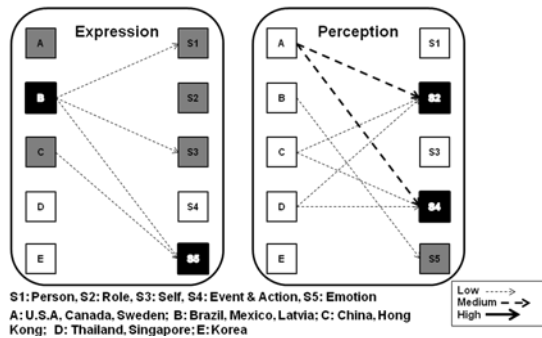 Expression Perception
A S1 A S1
B S2 B S2
C S3 C S3
D S4 D S4
E S5 E S5
S1: Person, S2: Role, S3: Self, S4: Event & Action, S5: Emotion
A: U.S.A, Canada, Sweden; B: Brazil, Mexico, Latvia; C: China, Hong
Kong; D: Thailand, Singapore; E: Korea
Low
Medium
High